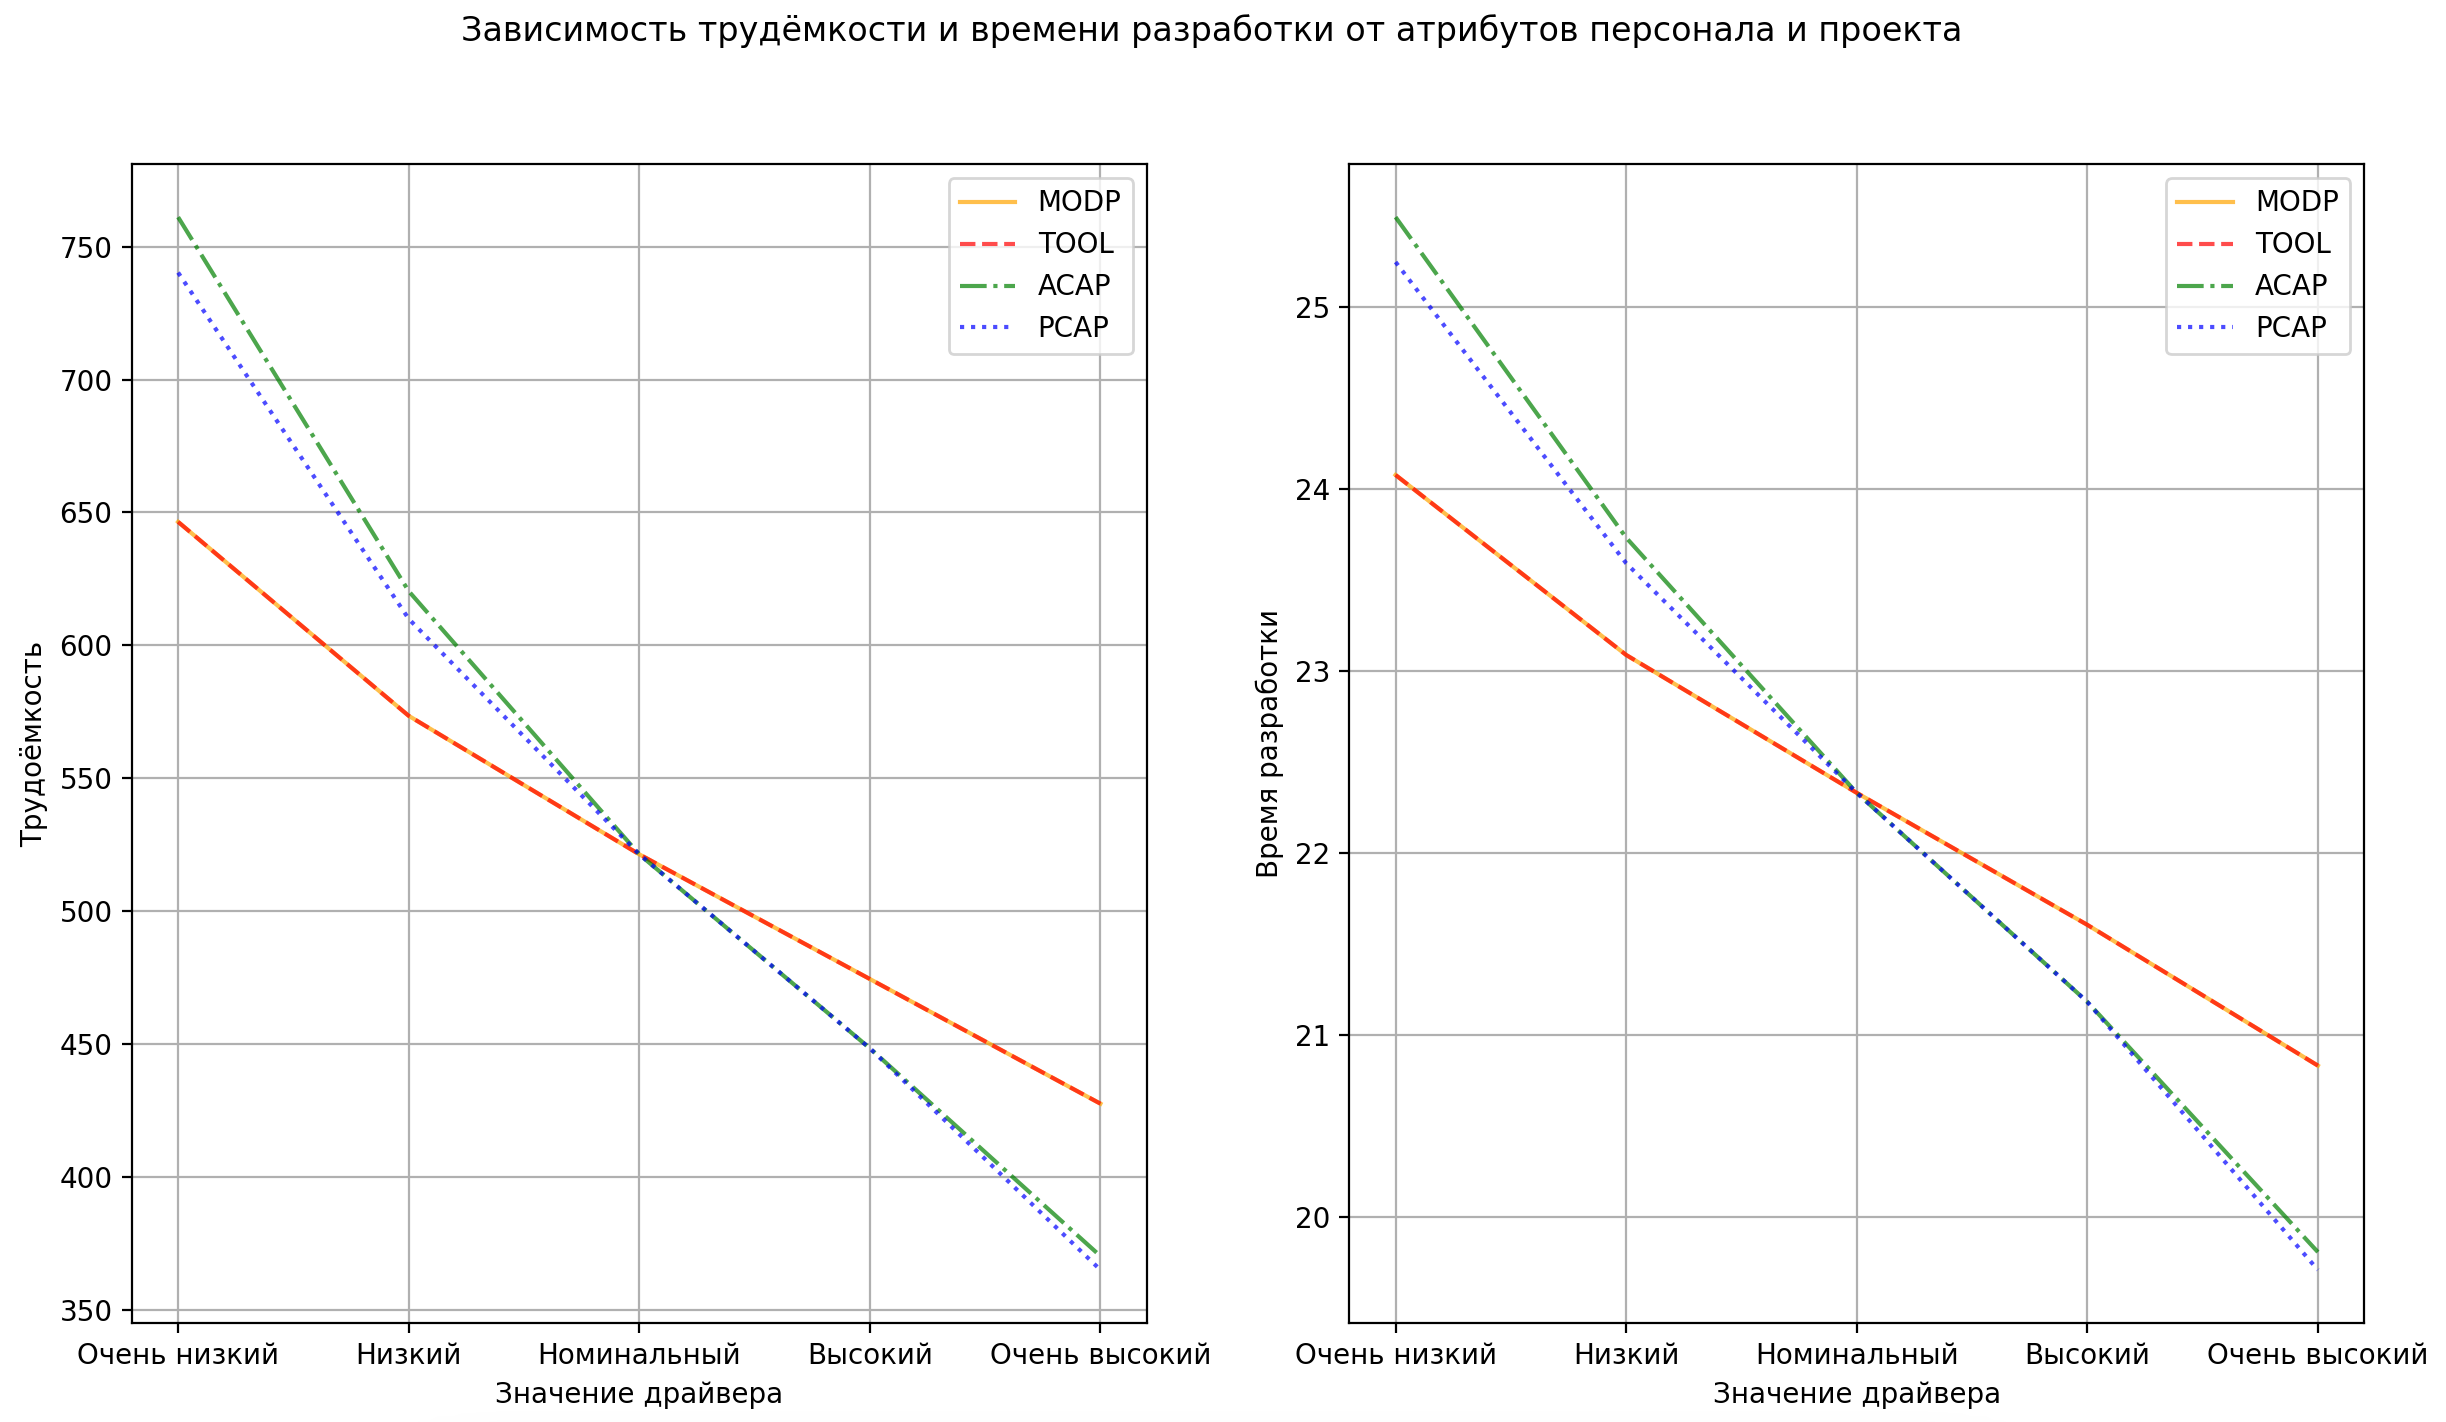 Зависимость трудёмкости и времени разработки от атрибутов персонала и проекта
MODP
TOOL
ACAP
PCAP
750
700
650
600
550
500
450
400
350
Трудоёмкость
Очень низкий Низкий Номинальный Высокий Очень высокий
Значение драйвера
MODP
TOOL
ACAP
PCAP
25
24
23
22
21
20
Время разработки
Очень низкий Низкий Номинальный Высокий Очень высокий
Значение драйвера